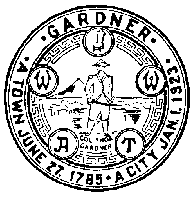 GARDNER
• A TOWN JUNE 27, 1785 • A CITY JAN. 1, 1923 •
W
W
A
T
GARDNER